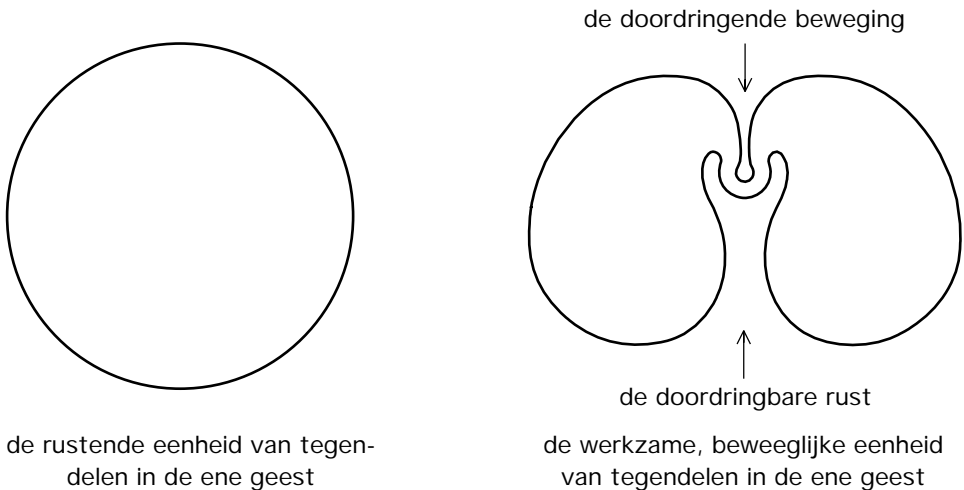 de doordringende beweging
de doordringbare rust
de rustende eenheid van tegen-
delen in de ene geest
de werkzame, beweeglijke eenheid
van tegendelen in de ene geest